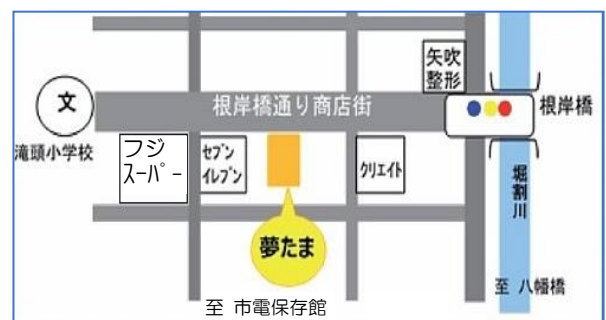 矢吹
整形
文
根岸橋通り商店街
根岸橋
滝頭小学校
フジ
スーパー
セブン
イレブン
クリエイト
堀割川
夢たま
至 八幡橋
至 市電保存館